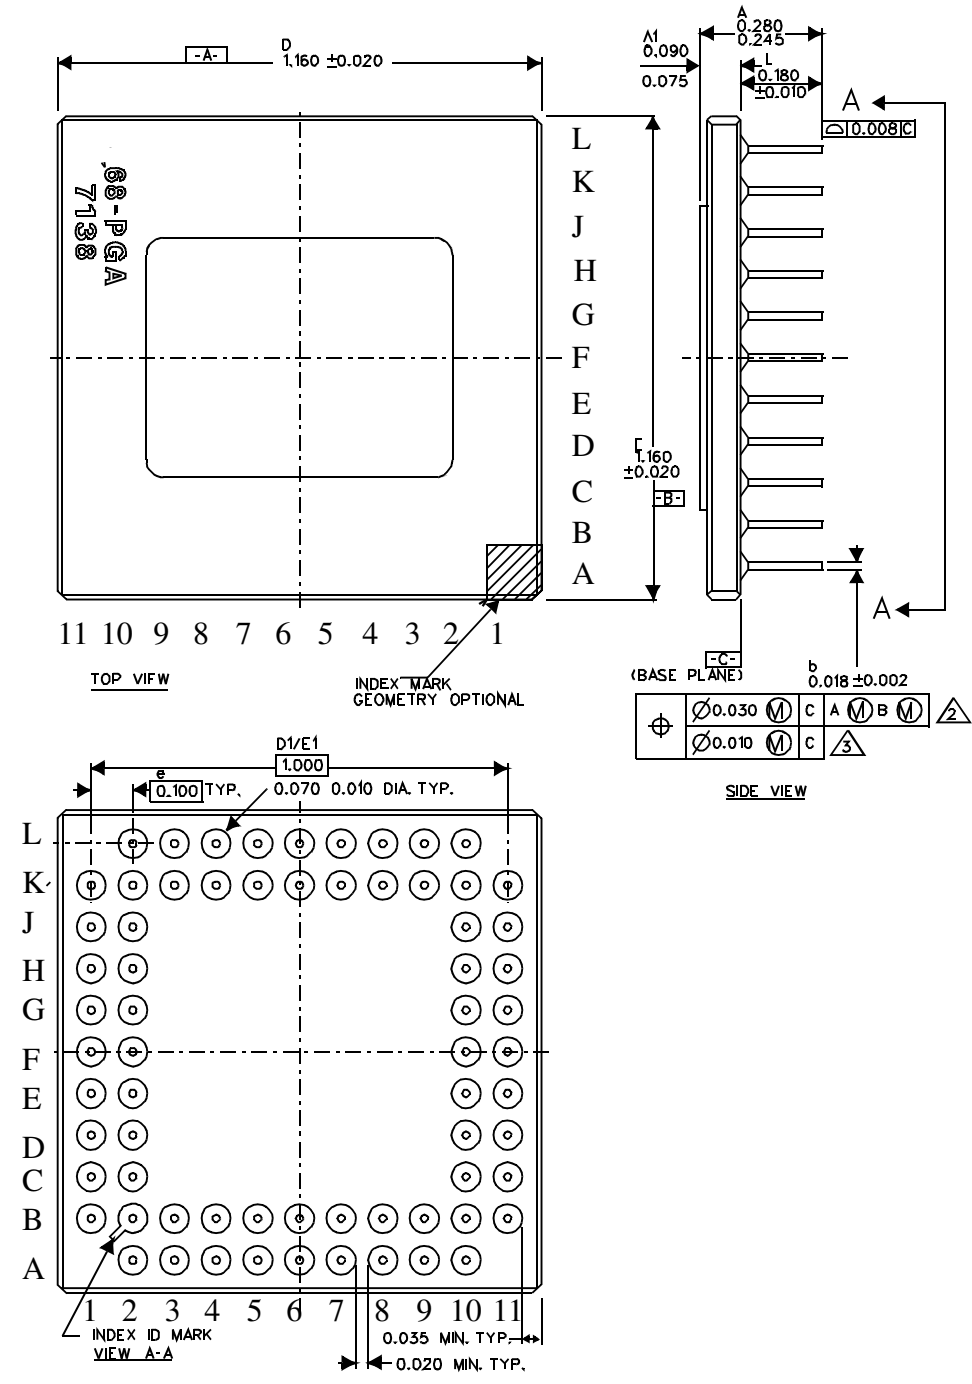 D
-A-
1.160 ±0.020
A
0.280
0.245
A1
0.090
0.075
L
0.180
±0.010
A
⌓ 0.008 C
.68-PGA
7138
L
K
J
H
G
F
E
D
C
B
A
1.160
±0.020
-B-
A
11 10 9 8 7 6 5 4 3 2 1
TOP VIEW
INDEX MARK
GEOMETRY OPTIONAL
-C-
(BASE PLANE)
b
0.018 ±0.002
⌖ Ø0.030 Ⓜ C A Ⓜ B Ⓜ 2
Ø0.010 Ⓜ C 3
SIDE VIEW
D1/E1
1.000
e
0.100 TYP.
0.070 0.010 DIA. TYP.
L
K
J
H
G
F
E
D
C
B
A
1 2 3 4 5 6 7 8 9 10 11
INDEX ID MARK
VIEW A-A
0.035 MIN. TYP.
0.020 MIN. TYP.